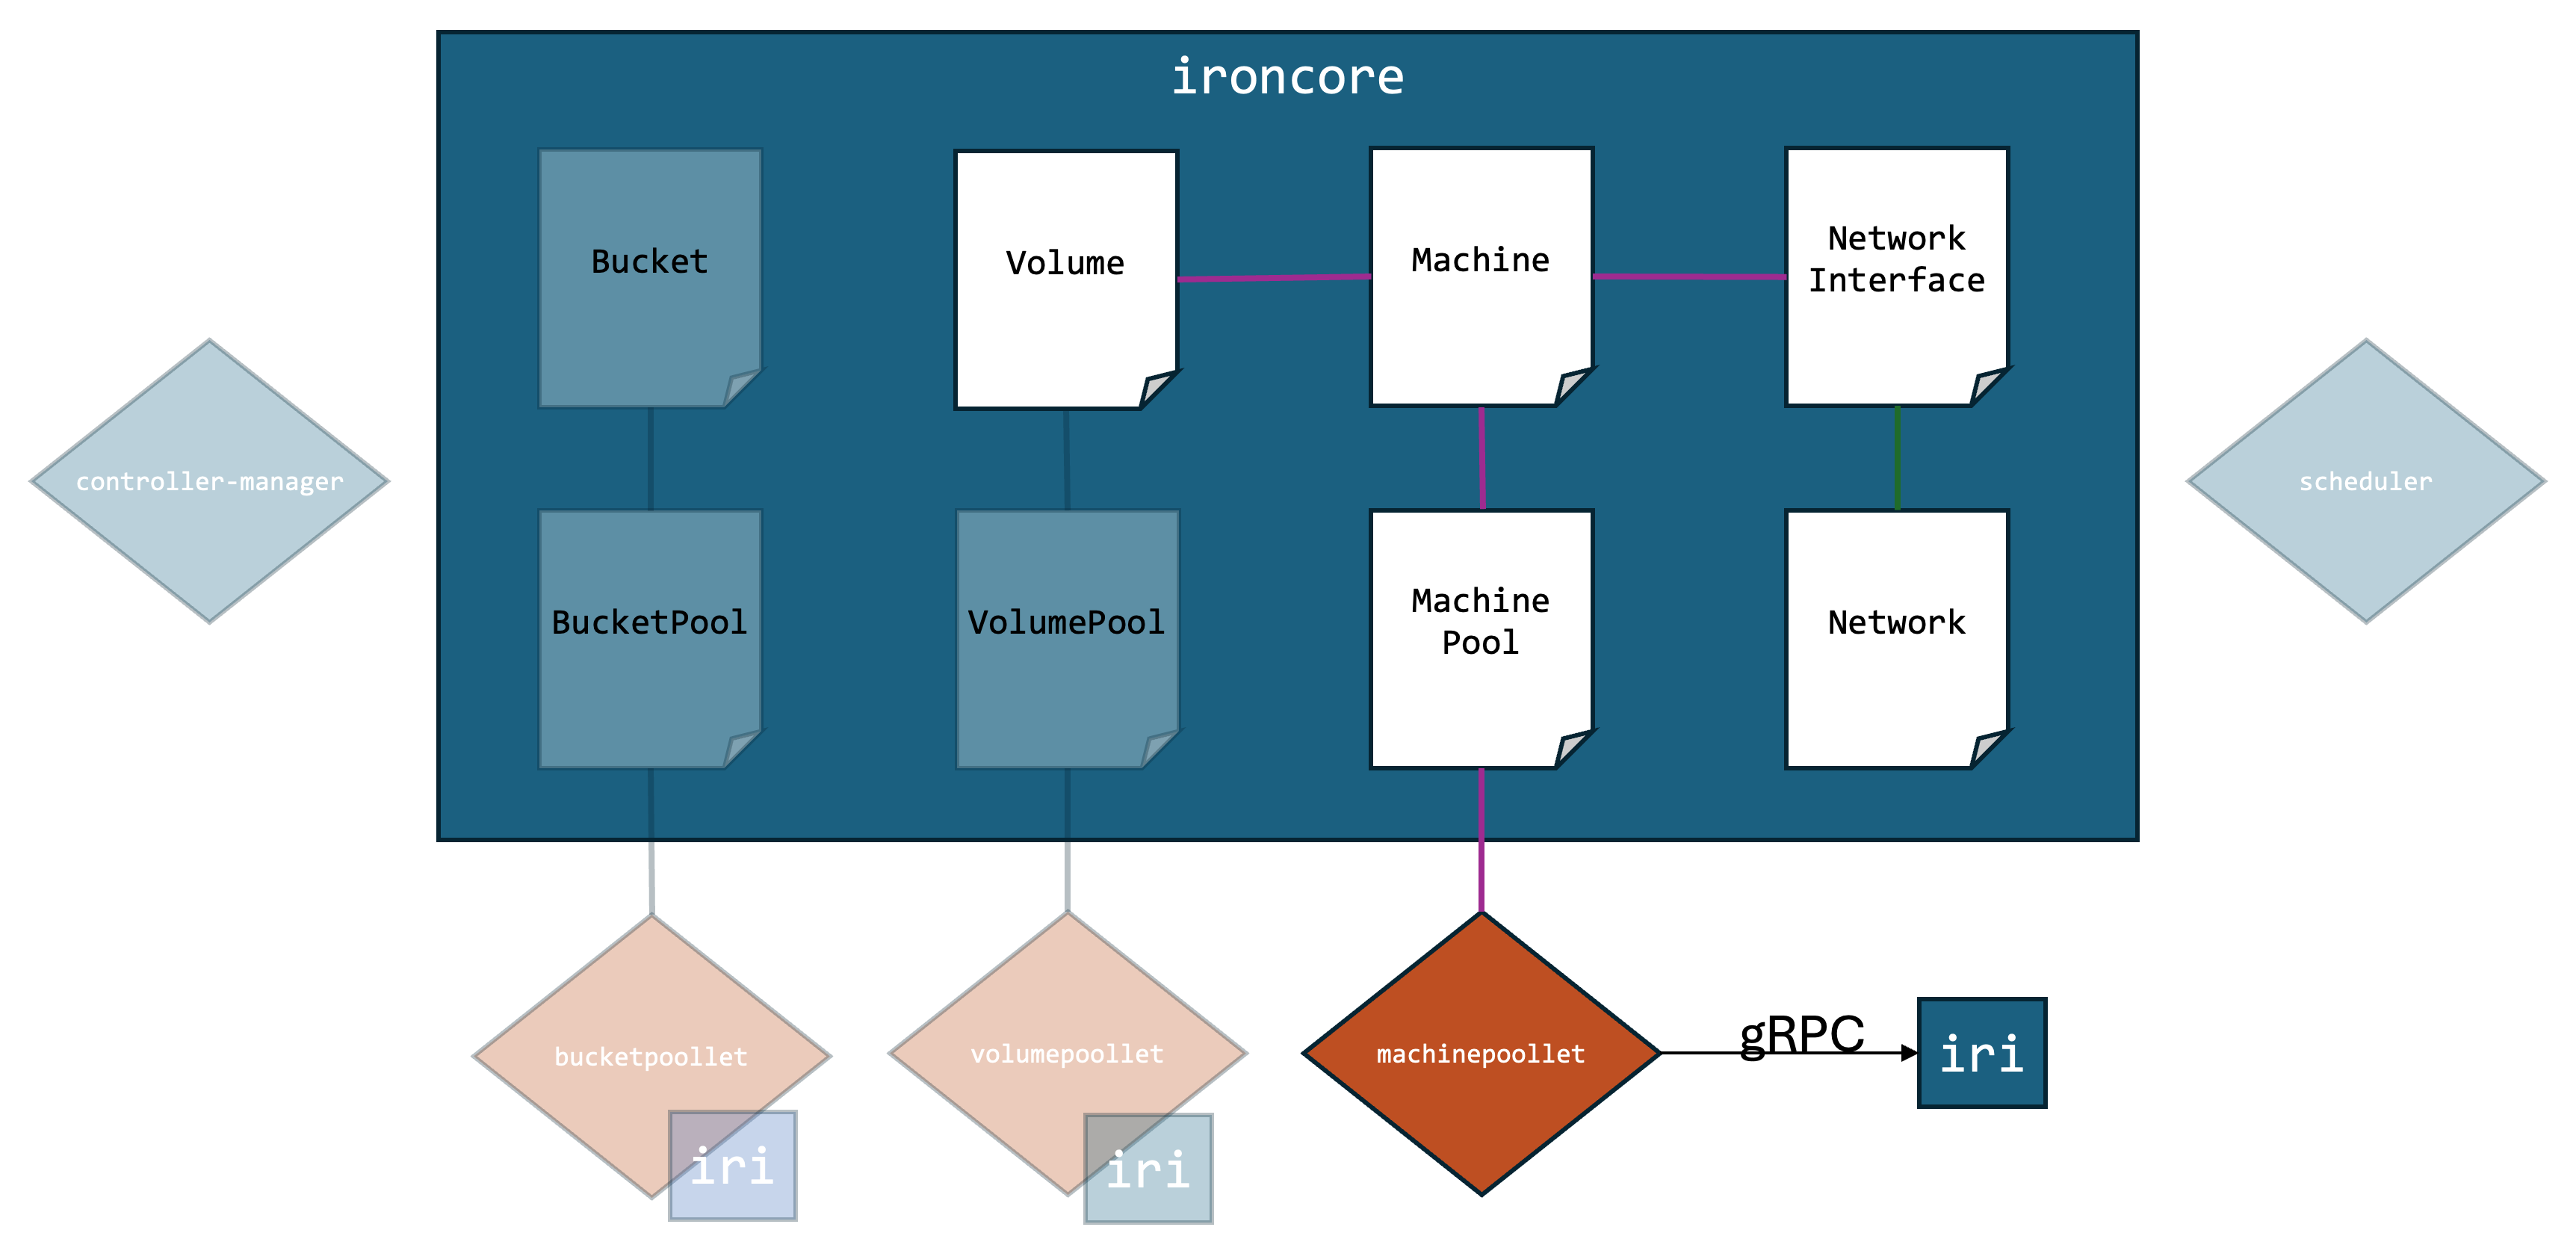 ironcore
Bucket
Volume
Machine
Network
Interface
controller-manager
scheduler
BucketPool
VolumePool
Machine
Pool
Network
bucketpoollet
volumepoollet
machinepoollet
gRPC
iri
iri
iri